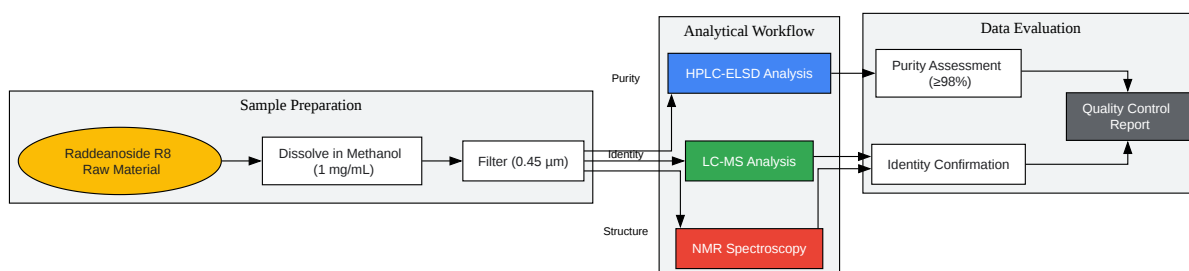 Sample Preparation
Raddeanoside R8
Raw Material
Dissolve in Methanol
(1 mg/mL)
Filter (0.45 µm)
Purity
Identity
Structure
Analytical Workflow
HPLC-ELSD Analysis
LC-MS Analysis
NMR Spectroscopy
Data Evaluation
Purity Assessment
(≥98%)
Identity Confirmation
Quality Control
Report